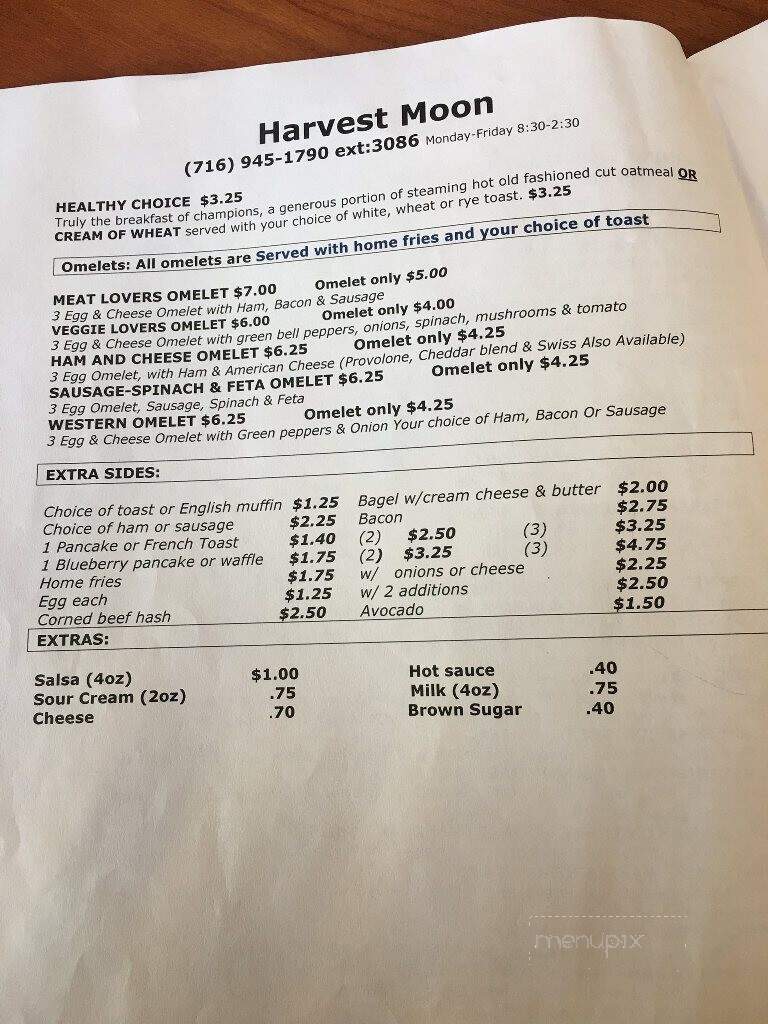 Harvest Moon
(716) 945-1790 ext:3086 Monday-Friday 8:30-2:30
HEALTHY CHOICE $3.25
Truly the breakfast of champions, a generous portion of steaming hot old fashioned cut oatmeal OR
CREAM OF WHEAT served with your choice of white, wheat or rye toast. $3.25
Omelets: All omelets are Served with home fries and your choice of toast
MEAT LOVERS OMELET $7.00 Omelet only $5.00
3 Egg & Cheese Omelet with Ham, Bacon & Sausage
VEGGIE LOVERS OMELET $6.00 Omelet only $4.00
3 Egg & Cheese Omelet with green bell peppers, onions, spinach, mushrooms & tomato
HAM AND CHEESE OMELET $6.25 Omelet only $4.25
3 Egg Omelet, with Ham & American Cheese (Provolone, Cheddar blend & Swiss Also Available)
SAUSAGE-SPINACH & FETA OMELET $6.25 Omelet only $4.25
3 Egg Omelet, Sausage, Spinach & Feta
WESTERN OMELET $6.25 Omelet only $4.25
3 Egg & Cheese Omelet with Green peppers & Onion Your choice of Ham, Bacon Or Sausage
EXTRA SIDES:
Choice of toast or English muffin $1.25 Bagel w/cream cheese & butter $2.00
Choice of ham or sausage $2.25 Bacon $2.75
1 Pancake or French Toast $1.40 (2) $2.50 (3) $3.25
1 Blueberry pancake or waffle $1.75 (2) $3.25 (3) $4.75
Home fries $1.75 w/ onions or cheese $2.25
Egg each $1.25 w/ 2 additions $2.50
Corned beef hash $2.50 Avocado $1.50
EXTRAS:
Salsa (4oz) $1.00 Hot sauce .40
Sour Cream (2oz) .75 Milk (4oz) .75
Cheese .70 Brown Sugar .40
menupix